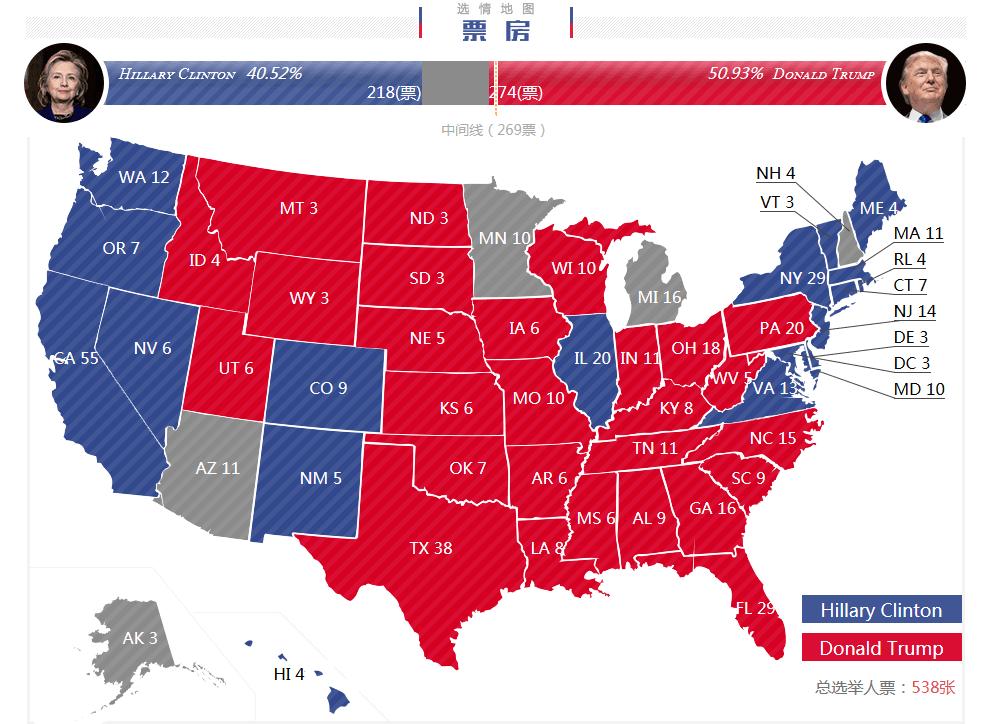 选情地图
票房
HILLARY CLINTON 40.52%
50.93% DONALD TRUMP
218(票)
274(票)
中间线（269票）
NH 4
WA 12
VT 3
MT 3
ME 4
ND 3
MA 11
MN 10
OR 7
RL 4
ID 4
WI 10
SD 3
NY 29
CT 7
WY 3
MI 16
NJ 14
IA 6
PA 20
NE 5
DE 3
NV 6
OH 18
CA 55
IL 20
IN 11
DC 3
UT 6
WV 5
CO 9
VA 13
MD 10
MO 10
KS 6
KY 8
NC 15
TN 11
AZ 11
OK 7
NM 5
AR 6
SC 9
GA 16
MS 6
AL 9
TX 38
LA 8
FL 29
Hillary Clinton
AK 3
Donald Trump
HI 4
总选举人票：538张